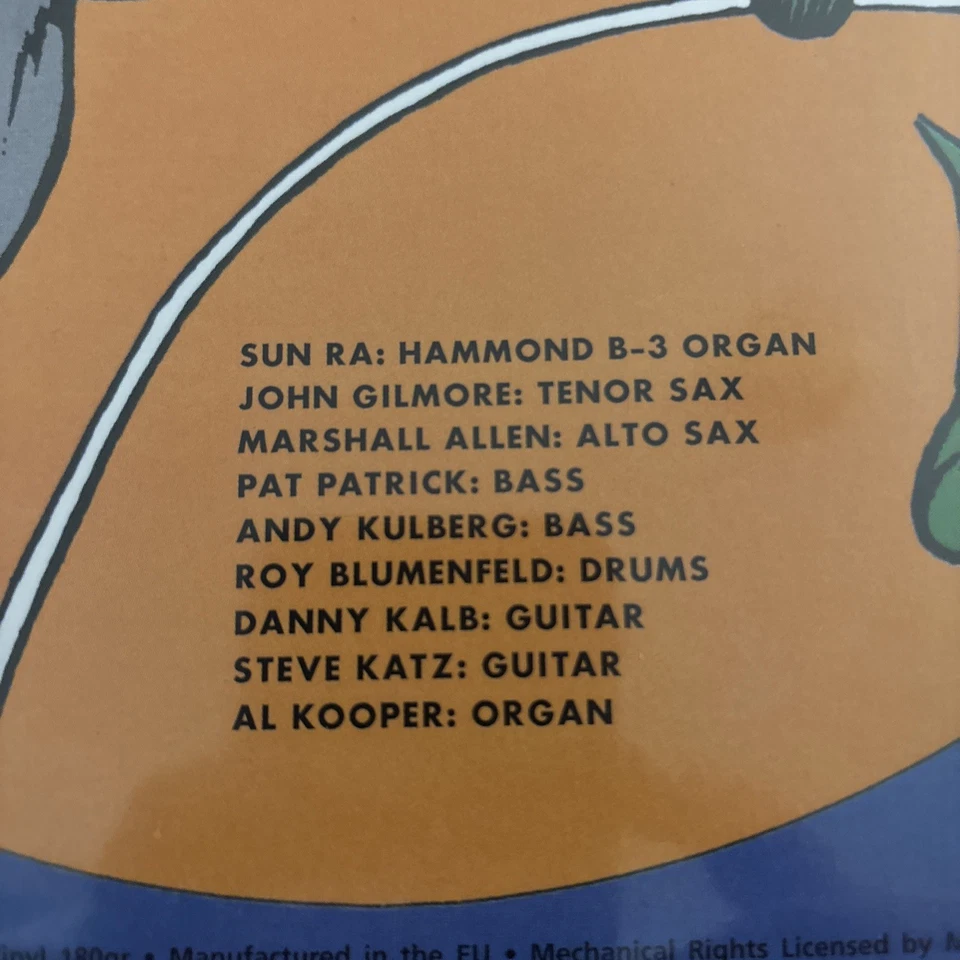 SUN RA: HAMMOND B-3 ORGAN
JOHN GILMORE: TENOR SAX
MARSHALL ALLEN: ALTO SAX
PAT PATRICK: BASS
ANDY KULBERG: BASS
ROY BLUMENFELD: DRUMS
DANNY KALB: GUITAR
STEVE KATZ: GUITAR
AL KOOPER: ORGAN
180gr • Manufactured in the EU • Mechanical Rights Licensed by